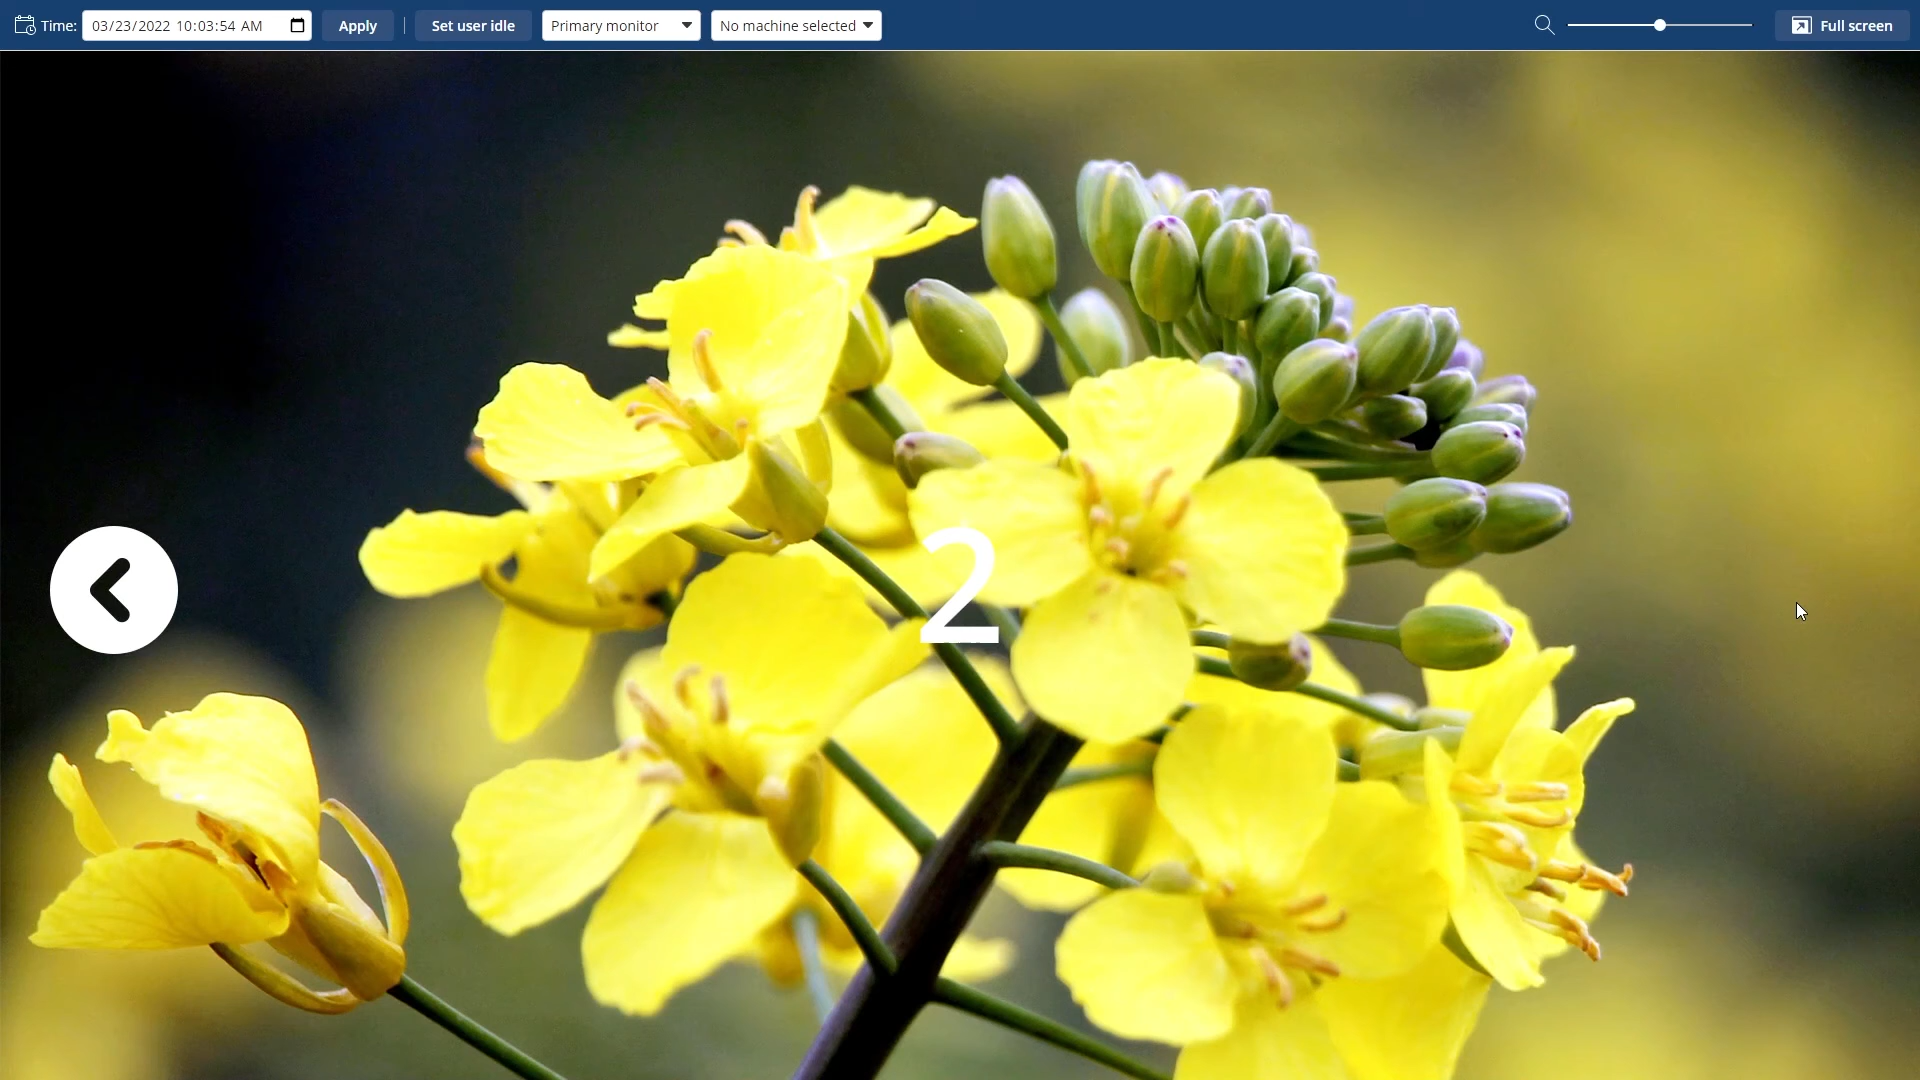 Time: 03/23/2022 10:03:54 AM Apply Set user idle Primary monitor No machine selected Full screen
2